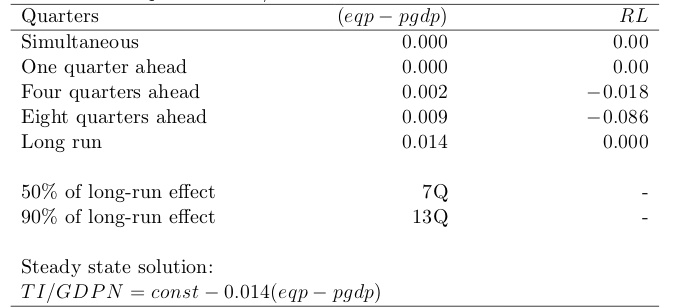 Quarters (eqp − pgdp) RL
Simultaneous 0.000 0.00
One quarter ahead 0.000 0.00
Four quarters ahead 0.002 −0.018
Eight quarters ahead 0.009 −0.086
Long run 0.014 0.000
50% of long-run effect 7Q -
90% of long-run effect 13Q -
Steady state solution:
TI/GDPN = const − 0.014(eqp − pgdp)